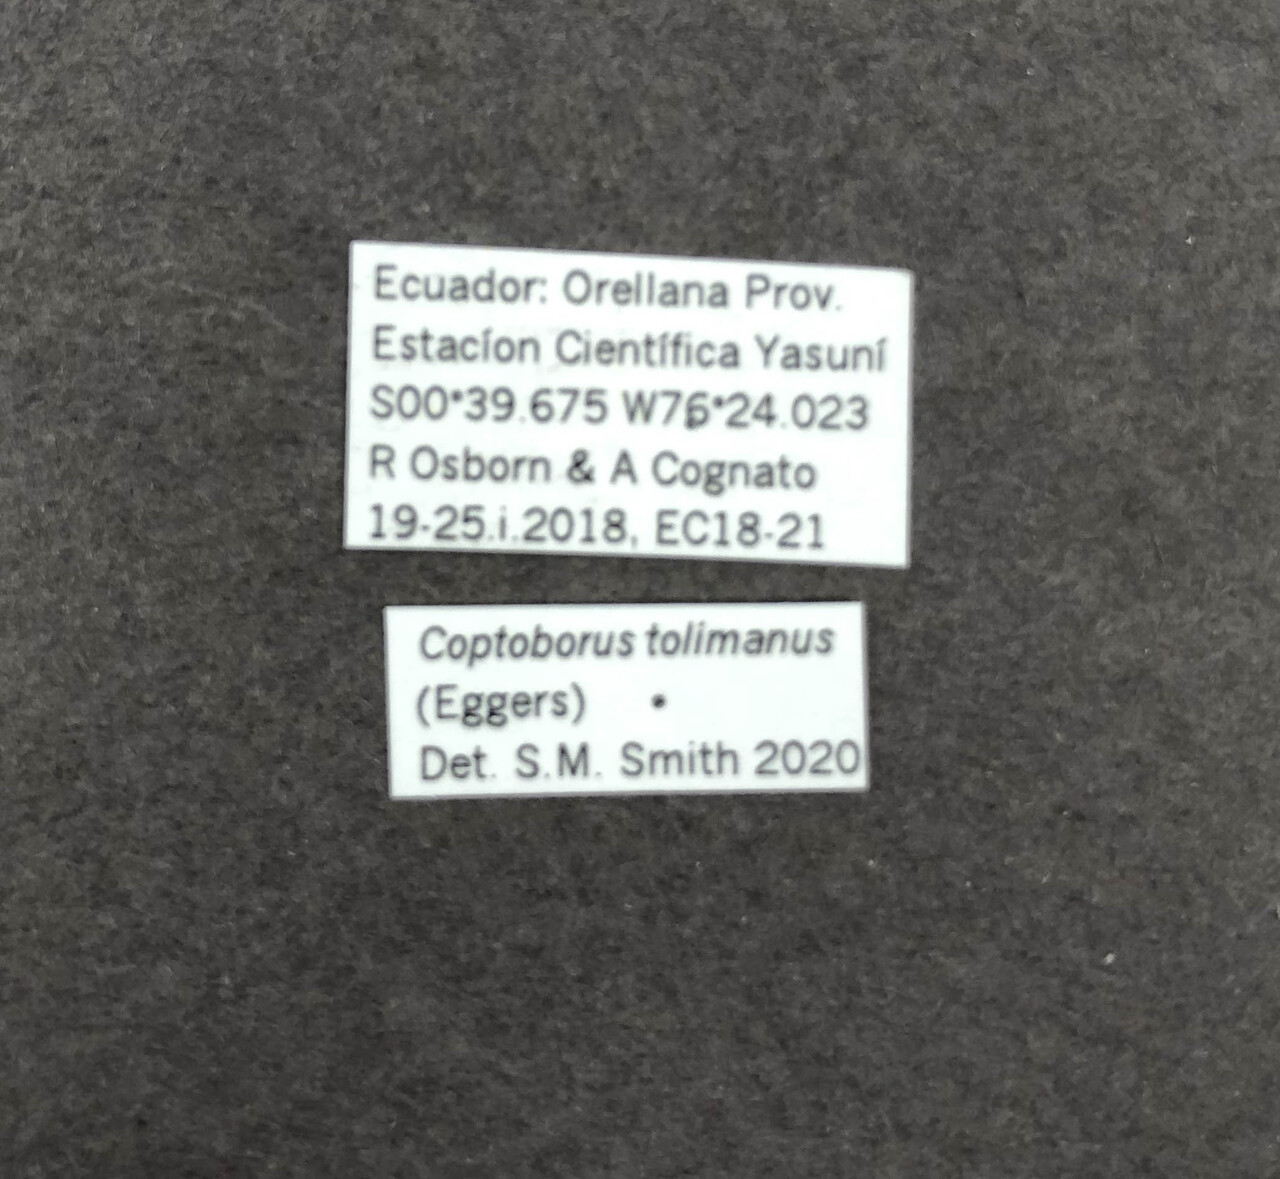 Ecuador: Orellana Prov.
Estacíon Científica Yasuní
S00°39.675 W76°24.023
R Osborn & A Cognato
19-25.i.2018, EC18-21
Coptoborus tolimanus
(Eggers)
Det. S.M. Smith 2020